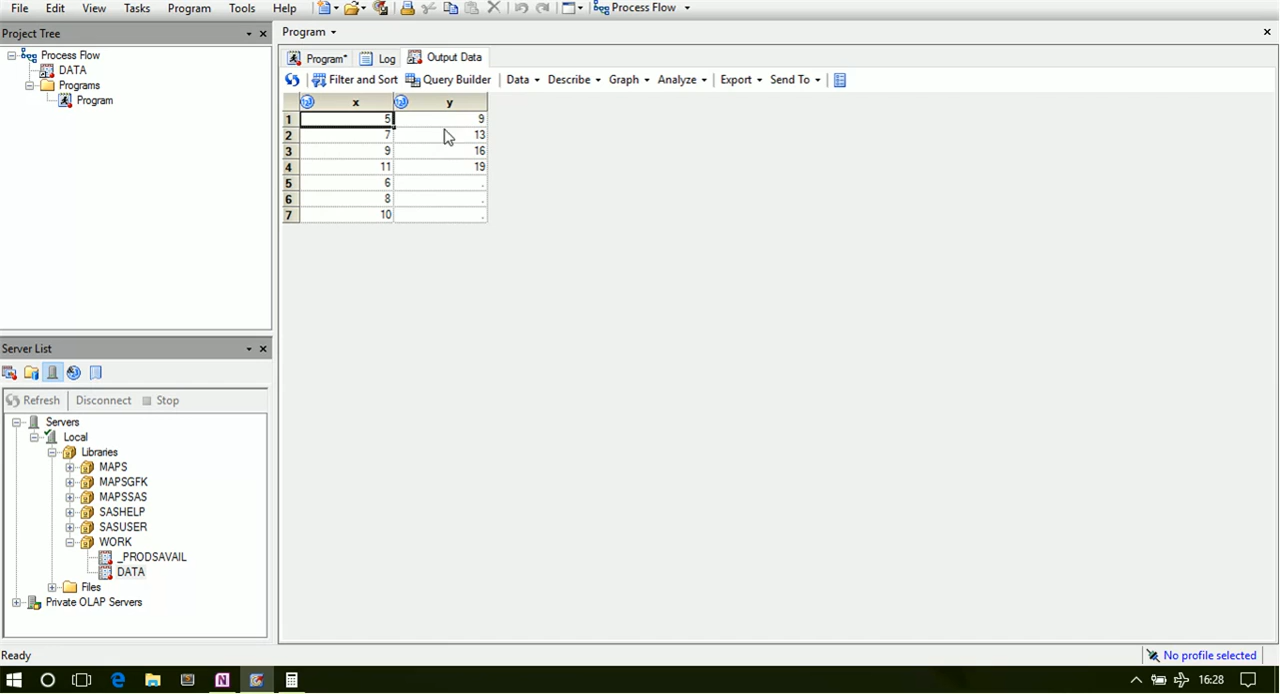 File Edit View Tasks Program Tools Help Process Flow
Project Tree
Process Flow
DATA
Programs
Program
Program
Program* Log Output Data
Filter and Sort Query Builder Data Describe Graph Analyze Export Send To
x y
1 5 9
2 7 13
3 9 16
4 11 19
5 6 .
6 8 .
7 10 .
Server List
Refresh Disconnect Stop
Servers
Local
Libraries
MAPS
MAPSGFK
MAPSSAS
SASHELP
SASUSER
WORK
_PRODSAVAIL
DATA
Files
Private OLAP Servers
Ready
No profile selected
16:28